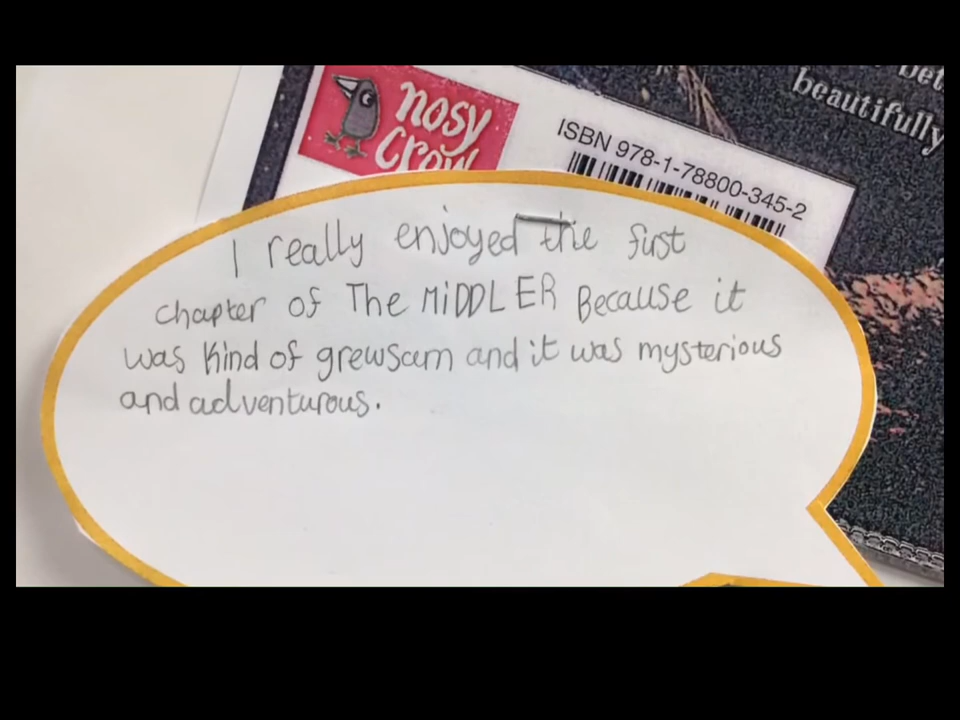 bet
beautifully
nosy
Crow
ISBN 978-1-78800-345-2
I really enjoyed the first
chapter of The MiDDLER Because it
was kind of grewsam and it was mysterious
and adventurous.